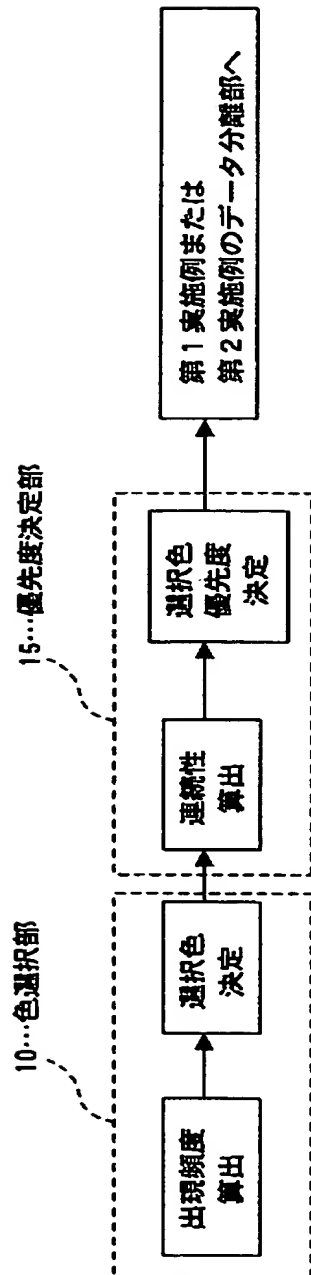 10…色選択部
出現頻度
算出
選択色
決定
15…優先度決定部
連続性
算出
選択色
優先度
決定
第1実施例または
第2実施例のデータ分離部へ